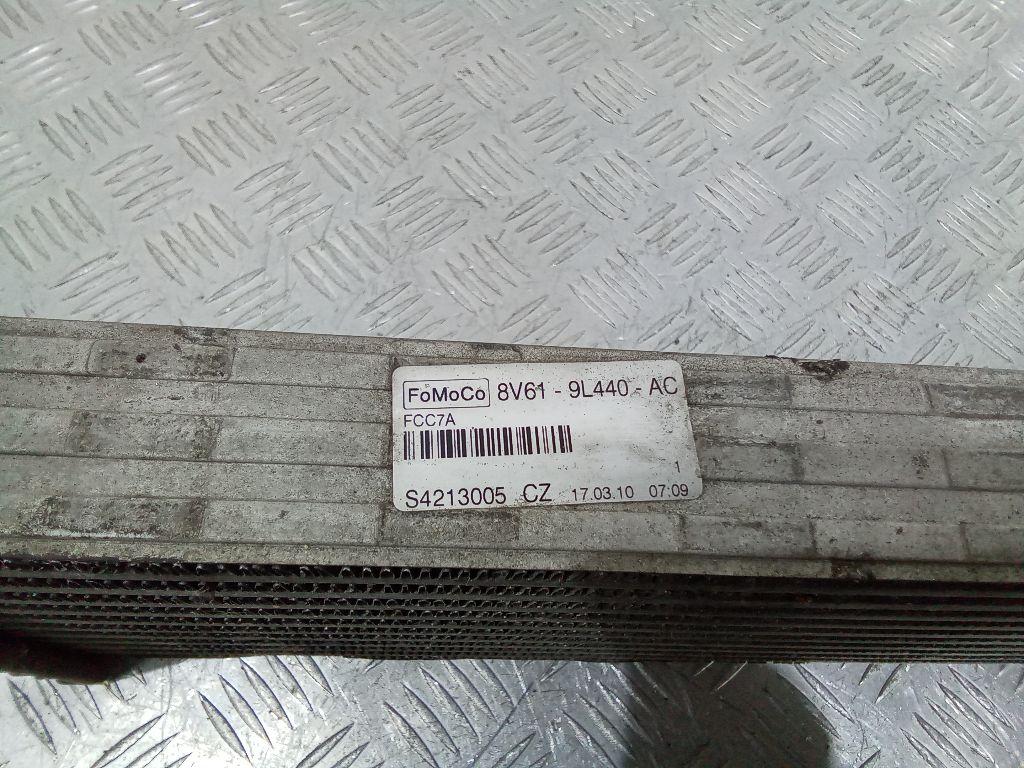 FoMoCo 8V61 - 9L440 - AC
FCC7A
1
S4213005 CZ 17.03.10 07:09